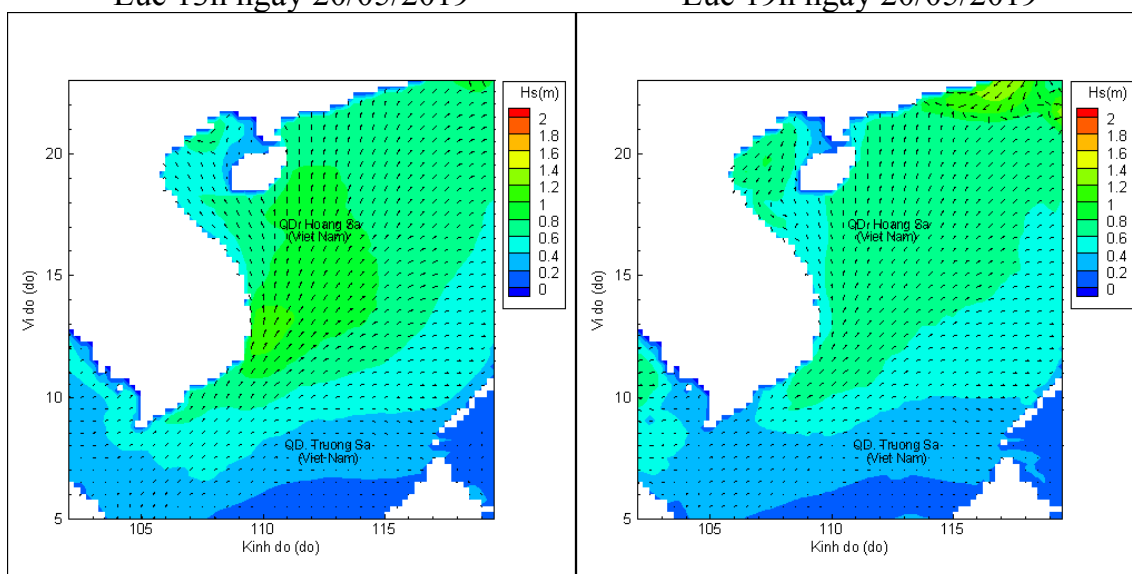 Lúc 13h ngày 20/05/2019
Lúc 19h ngày 20/05/2019
Hs(m)
2
1.8
1.6
1.4
1.2
1
0.8
0.6
0.4
0.2
0
20
15
10
5
Vi do (do)
QDr Hoang Sa
(Viet Nam)
QD. Truong Sa
(Viet Nam)
105
110
115
Kinh do (do)
Hs(m)
2
1.8
1.6
1.4
1.2
1
0.8
0.6
0.4
0.2
0
20
15
10
5
Vi do (do)
QDr Hoang Sa
(Viet Nam)
QD. Truong Sa
(Viet Nam)
105
110
115
Kinh do (do)